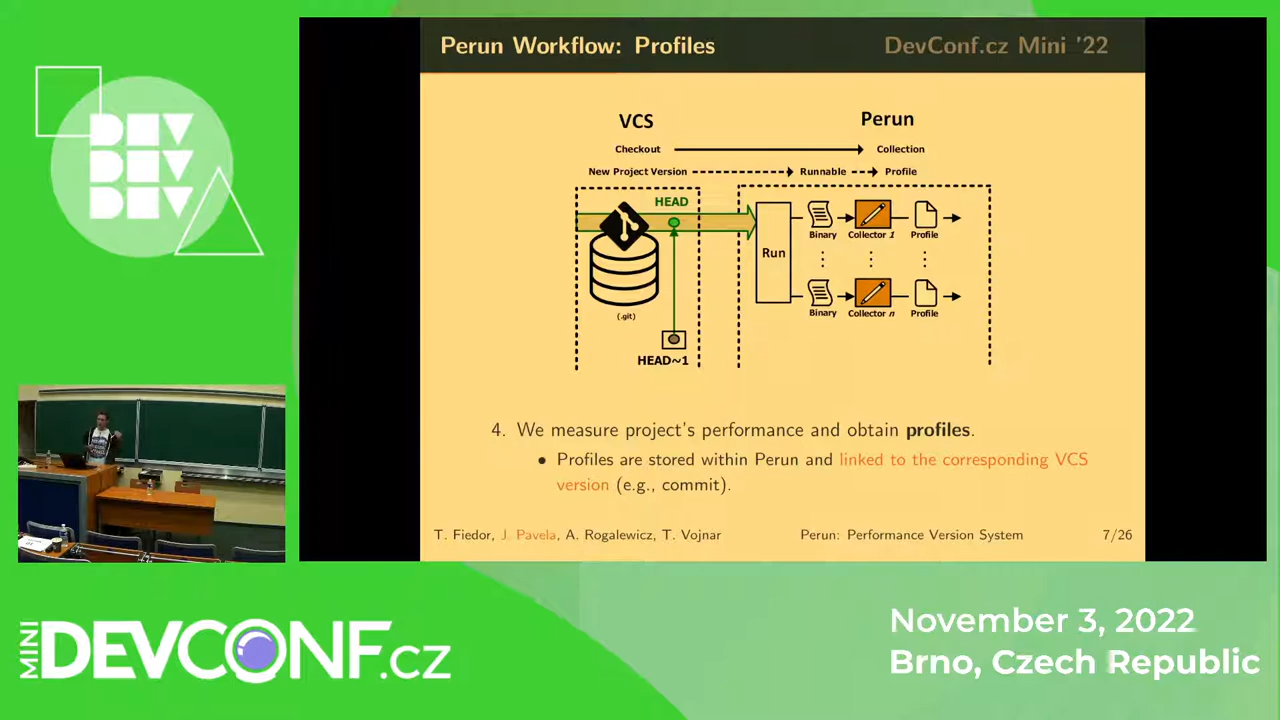 DEV
DEV
DEV
Perun Workflow: Profiles
DevConf.cz Mini '22
VCS
Perun
Checkout
Collection
New Project Version
Runnable
Profile
HEAD
Run
Binary
Collector 1
Profile
(.git)
Binary
Collector n
Profile
HEAD~1
4. We measure project's performance and obtain profiles.
• Profiles are stored within Perun and linked to the corresponding VCS
version (e.g., commit).
T. Fiedor, J. Pavela, A. Rogalewicz, T. Vojnar
Perun: Performance Version System
7/26
MINI
DEVCONF.cz
November 3, 2022
Brno, Czech Republic